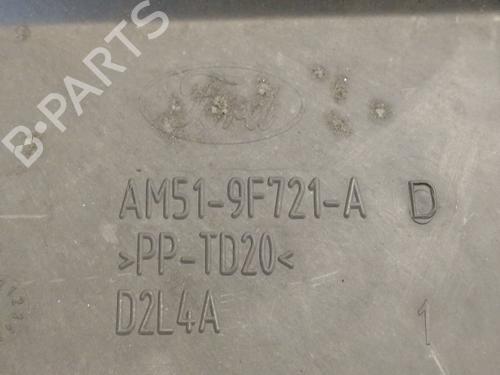 B-PARTS
Ford
AM51-9F721-A D
>PP-TD20<
D2L4A 1